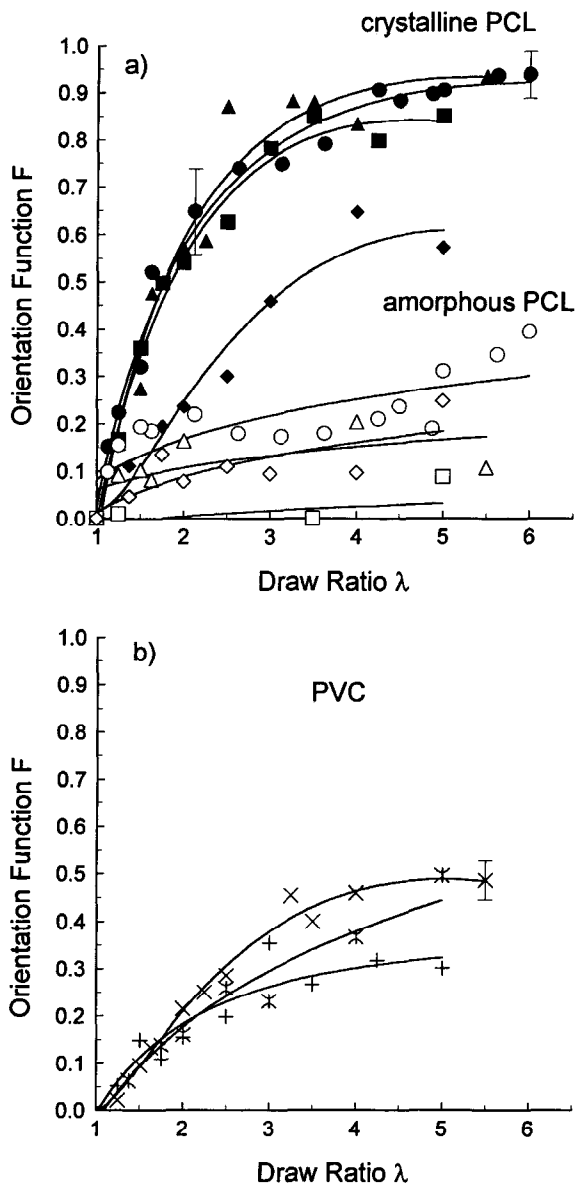 crystalline PCL
a)
1.0
0.9
0.8
0.7
0.6
0.5
0.4
0.3
0.2
0.1
0.0
Orientation Function F
amorphous PCL
1 2 3 4 5 6
Draw Ratio λ
b)
PVC
1.0
0.9
0.8
0.7
0.6
0.5
0.4
0.3
0.2
0.1
0.0
Orientation Function F
1 2 3 4 5 6
Draw Ratio λ